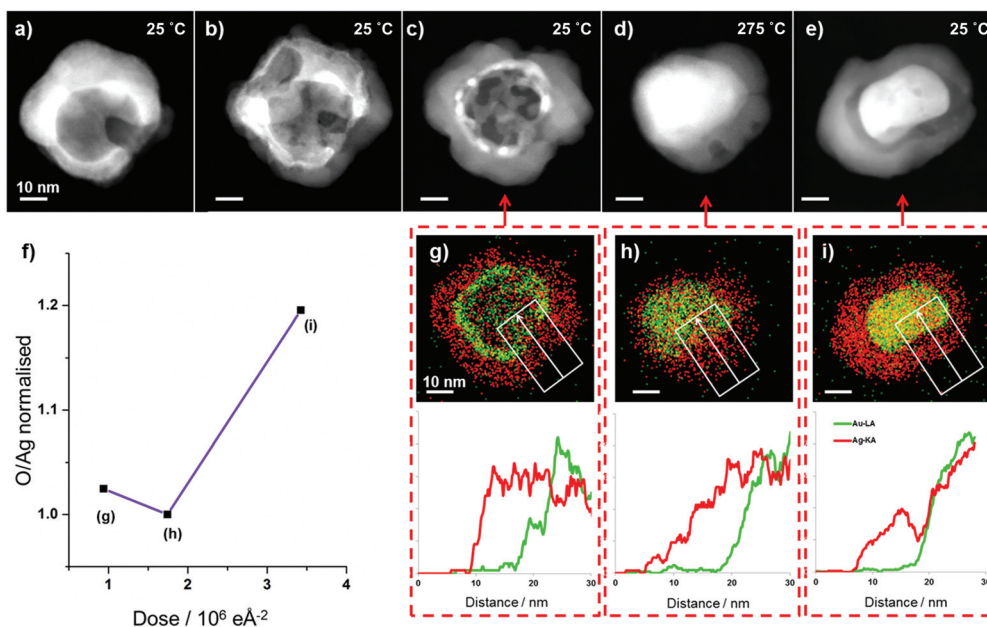 a) 25 °C
b) 25 °C
c) 25 °C
d) 275 °C
e) 25 °C
10 nm
f)
O/Ag normalised
1.2
1.1
1.0
(g)
(h)
(i)
1 2 3 4
Dose / 10⁶ eÅ⁻²
g)
10 nm
h)
i)
Au-LA
Ag-KA
0 10 20 30
Distance / nm
0 10 20 30
Distance / nm
0 10 20 30
Distance / nm